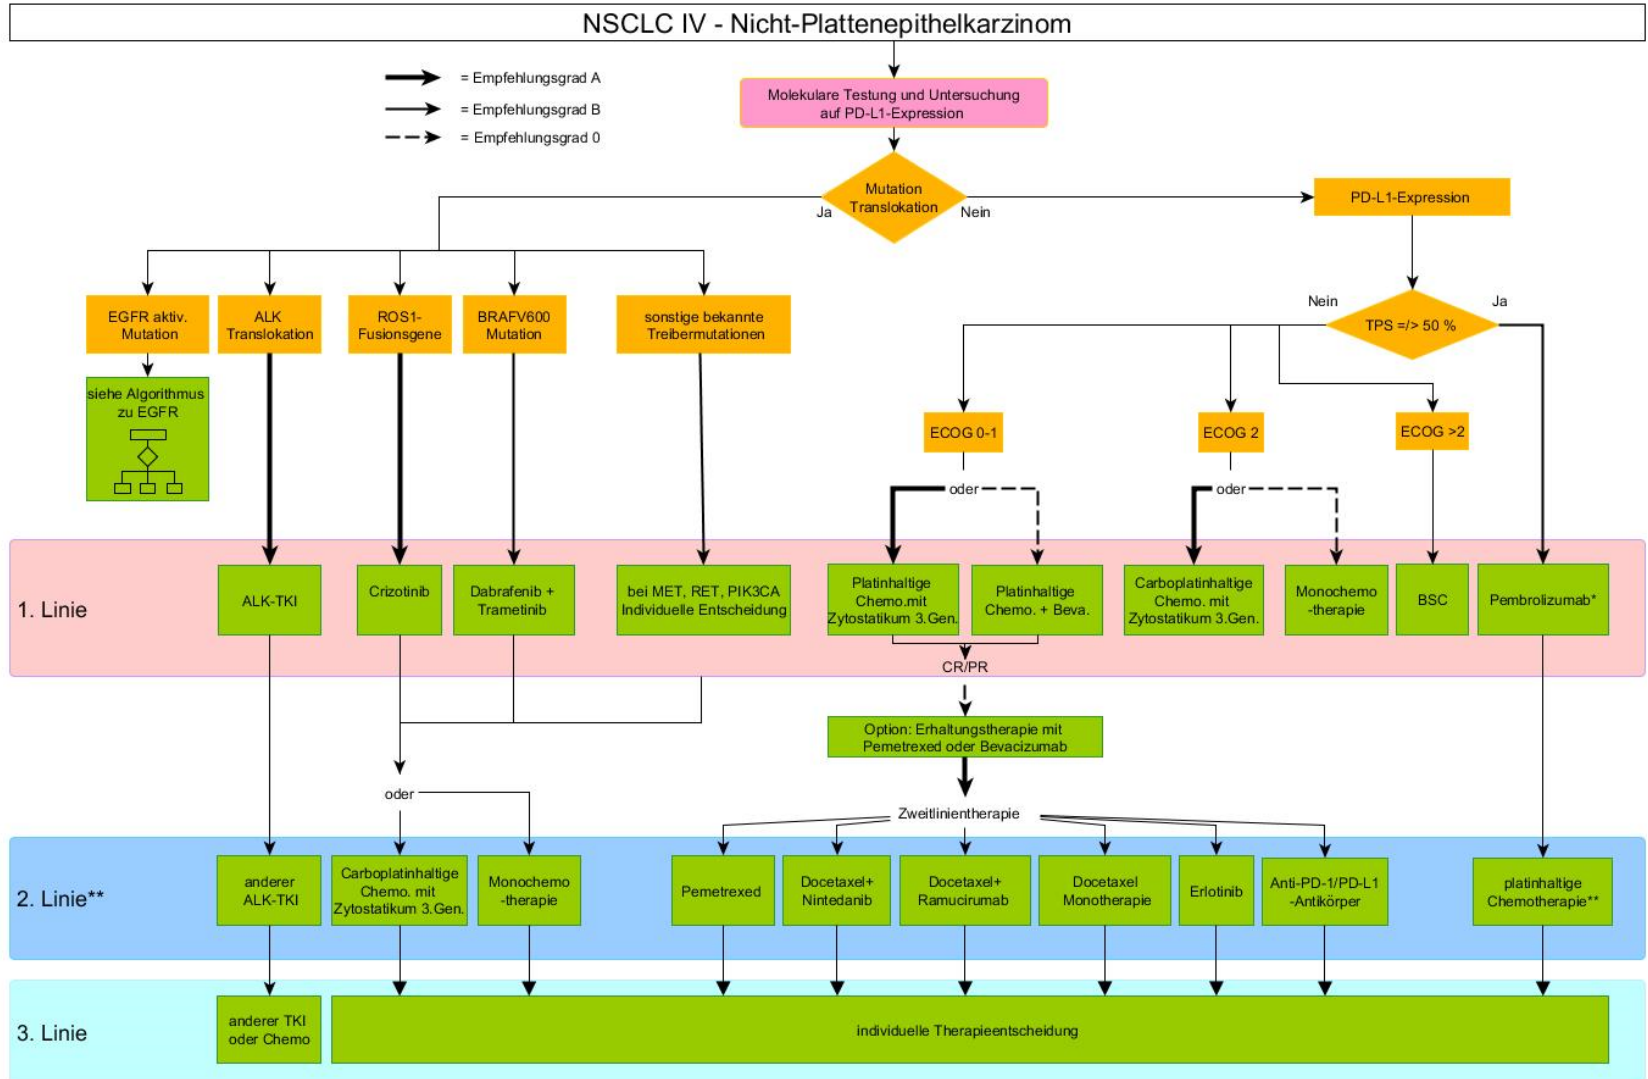 NSCLC IV - Nicht-Plattenepithelkarzinom
= Empfehlungsgrad A
= Empfehlungsgrad B
= Empfehlungsgrad 0
Molekulare Testung und Untersuchung
auf PD-L1-Expression
Mutation
Translokation
Ja
Nein
PD-L1-Expression
EGFR aktiv.
Mutation
ALK
Translokation
ROS1-
Fusionsgene
BRAFV600
Mutation
sonstige bekannte
Treibermutationen
Nein
Ja
TPS =/> 50 %
siehe Algorithmus
zu EGFR
ECOG 0-1
ECOG 2
ECOG >2
oder
oder
1. Linie
ALK-TKI
Crizotinib
Dabrafenib +
Trametinib
bei MET, RET, PIK3CA
Individuelle Entscheidung
Platinhaltige
Chemo.mit
Zytostatikum 3.Gen.
Platinhaltige
Chemo. + Beva.
Carboplatinhaltige
Chemo. mit
Zytostatikum 3.Gen.
Monochemo
-therapie
BSC
Pembrolizumab*
CR/PR
Option: Erhaltungstherapie mit
Pemetrexed oder Bevacizumab
oder
Zweitlinientherapie
2. Linie**
anderer
ALK-TKI
Carboplatinhaltige
Chemo. mit
Zytostatikum 3.Gen.
Monochemo
-therapie
Pemetrexed
Docetaxel+
Nintedanib
Docetaxel+
Ramucirumab
Docetaxel
Monotherapie
Erlotinib
Anti-PD-1/PD-L1
-Antikörper
platinhaltige
Chemotherapie**
3. Linie
anderer TKI
oder Chemo
individuelle Therapieentscheidung